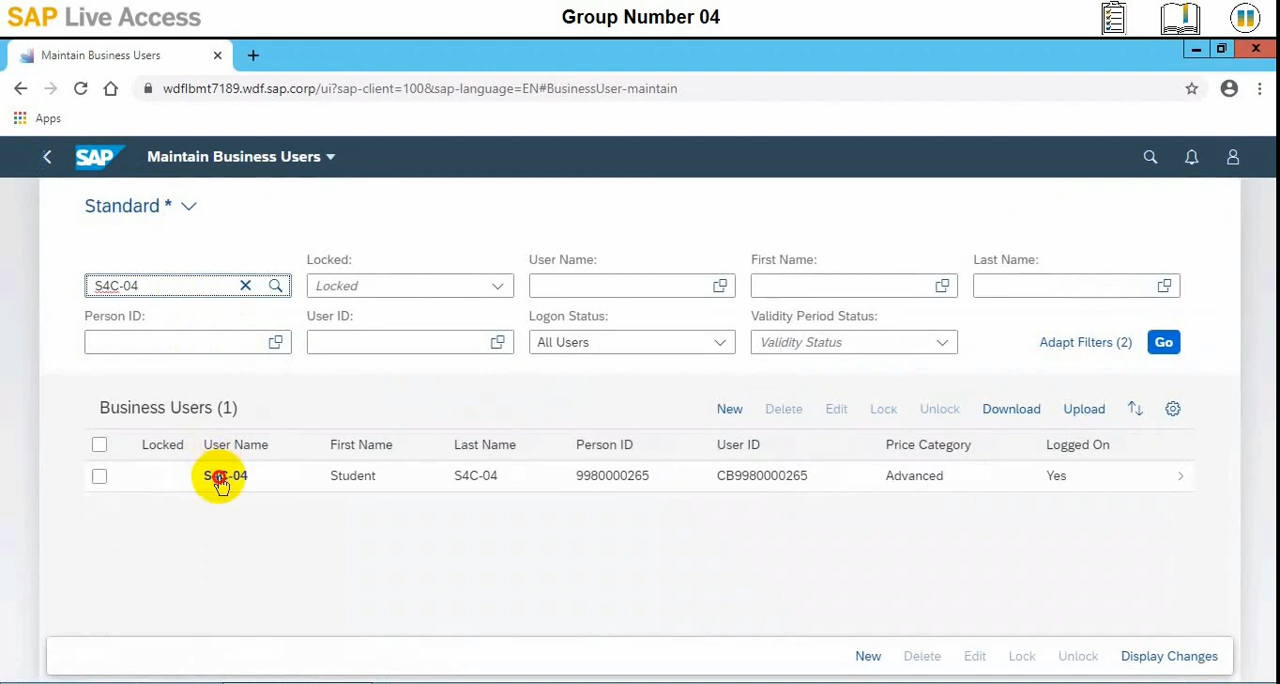 SAP Live Access
Group Number 04
Maintain Business Users
wdflbmt7189.wdf.sap.corp/ui?sap-client=100&sap-language=EN#BusinessUser-maintain
Apps
SAP Maintain Business Users
Standard *
Locked: User Name: First Name: Last Name:
S4C-04 Locked
Person ID: User ID: Logon Status: Validity Period Status:
All Users Validity Status Adapt Filters (2) Go
Business Users (1) New Delete Edit Lock Unlock Download Upload
Locked User Name First Name Last Name Person ID User ID Price Category Logged On
S4C-04 Student S4C-04 9980000265 CB9980000265 Advanced Yes
New Delete Edit Lock Unlock Display Changes